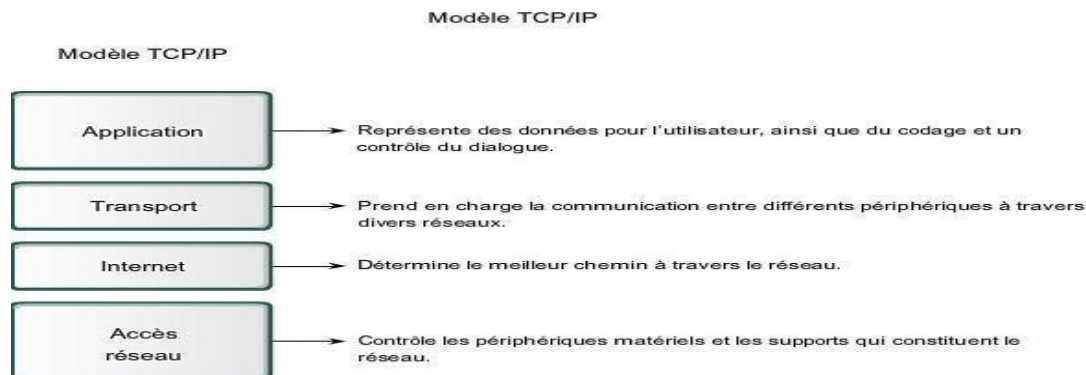 Modèle TCP/IP
Modèle TCP/IP
Application
Représente des données pour l'utilisateur, ainsi que du codage et un
contrôle du dialogue.
Transport
Prend en charge la communication entre différents périphériques à travers
divers réseaux.
Internet
Détermine le meilleur chemin à travers le réseau.
Accès
réseau
Contrôle les périphériques matériels et les supports qui constituent le
réseau.